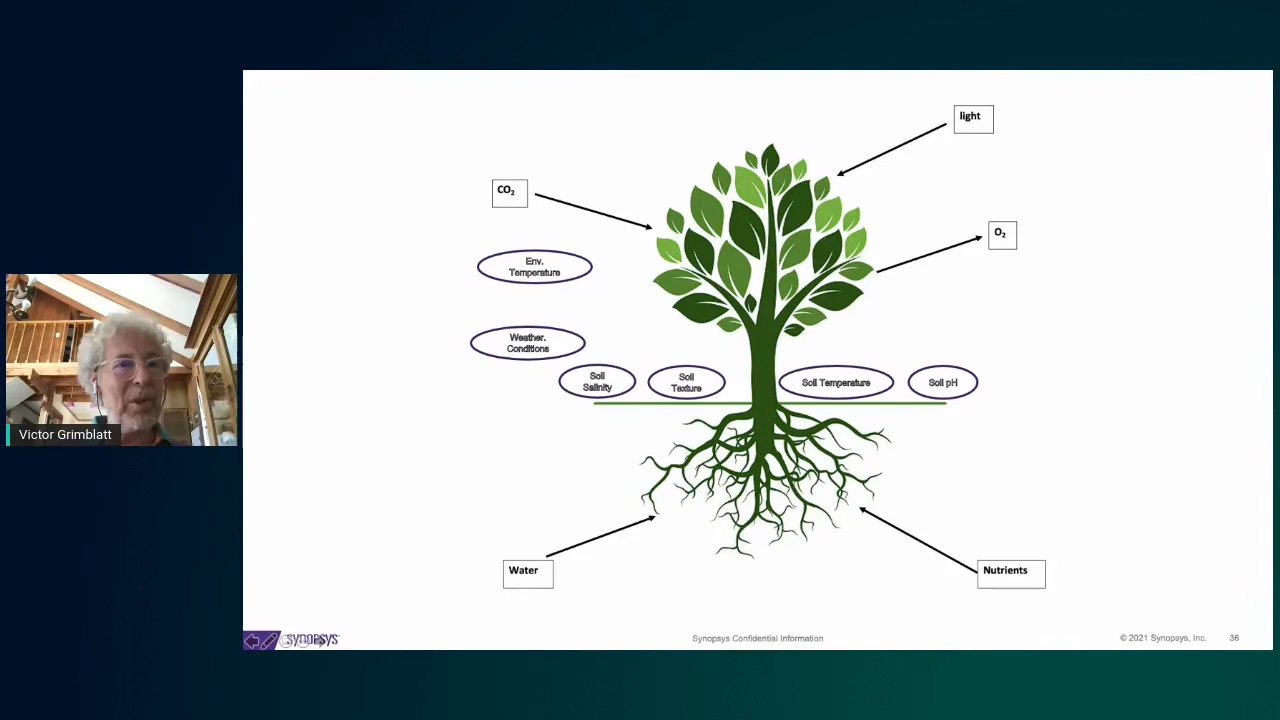 light
CO₂
O₂
Env.
Temperature
Weather.
Conditions
Soil
Salinity
Soil
Texture
Soil Temperature
Soil pH
Victor Grimblatt
Water
Nutrients
SYNOPSYS
Synopsys Confidential Information
© 2021 Synopsys, Inc.
36